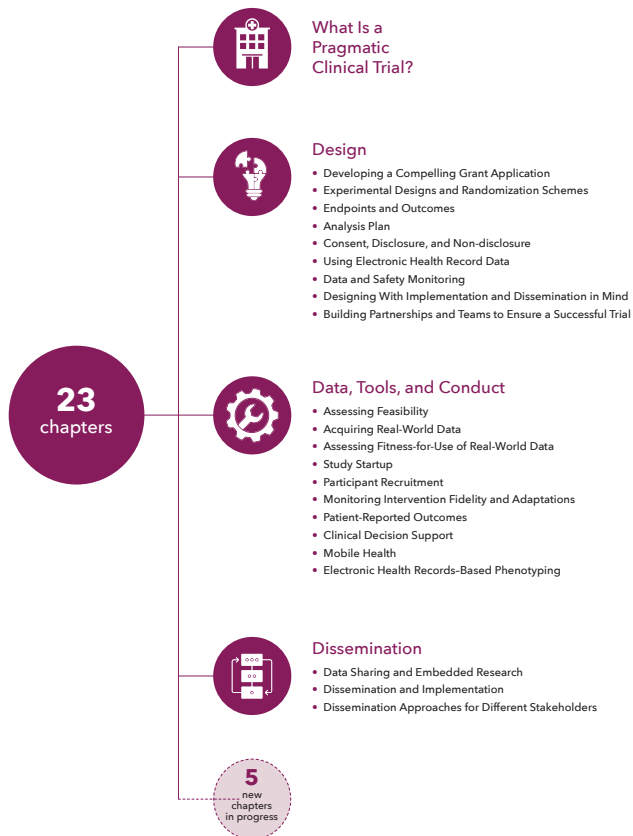 What Is a
Pragmatic
Clinical Trial?
Design
• Developing a Compelling Grant Application
• Experimental Designs and Randomization Schemes
• Endpoints and Outcomes
• Analysis Plan
• Consent, Disclosure, and Non-disclosure
• Using Electronic Health Record Data
• Data and Safety Monitoring
• Designing With Implementation and Dissemination in Mind
• Building Partnerships and Teams to Ensure a Successful Trial
23
chapters
Data, Tools, and Conduct
• Assessing Feasibility
• Acquiring Real-World Data
• Assessing Fitness-for-Use of Real-World Data
• Study Startup
• Participant Recruitment
• Monitoring Intervention Fidelity and Adaptations
• Patient-Reported Outcomes
• Clinical Decision Support
• Mobile Health
• Electronic Health Records–Based Phenotyping
Dissemination
• Data Sharing and Embedded Research
• Dissemination and Implementation
• Dissemination Approaches for Different Stakeholders
5
new
chapters
in progress